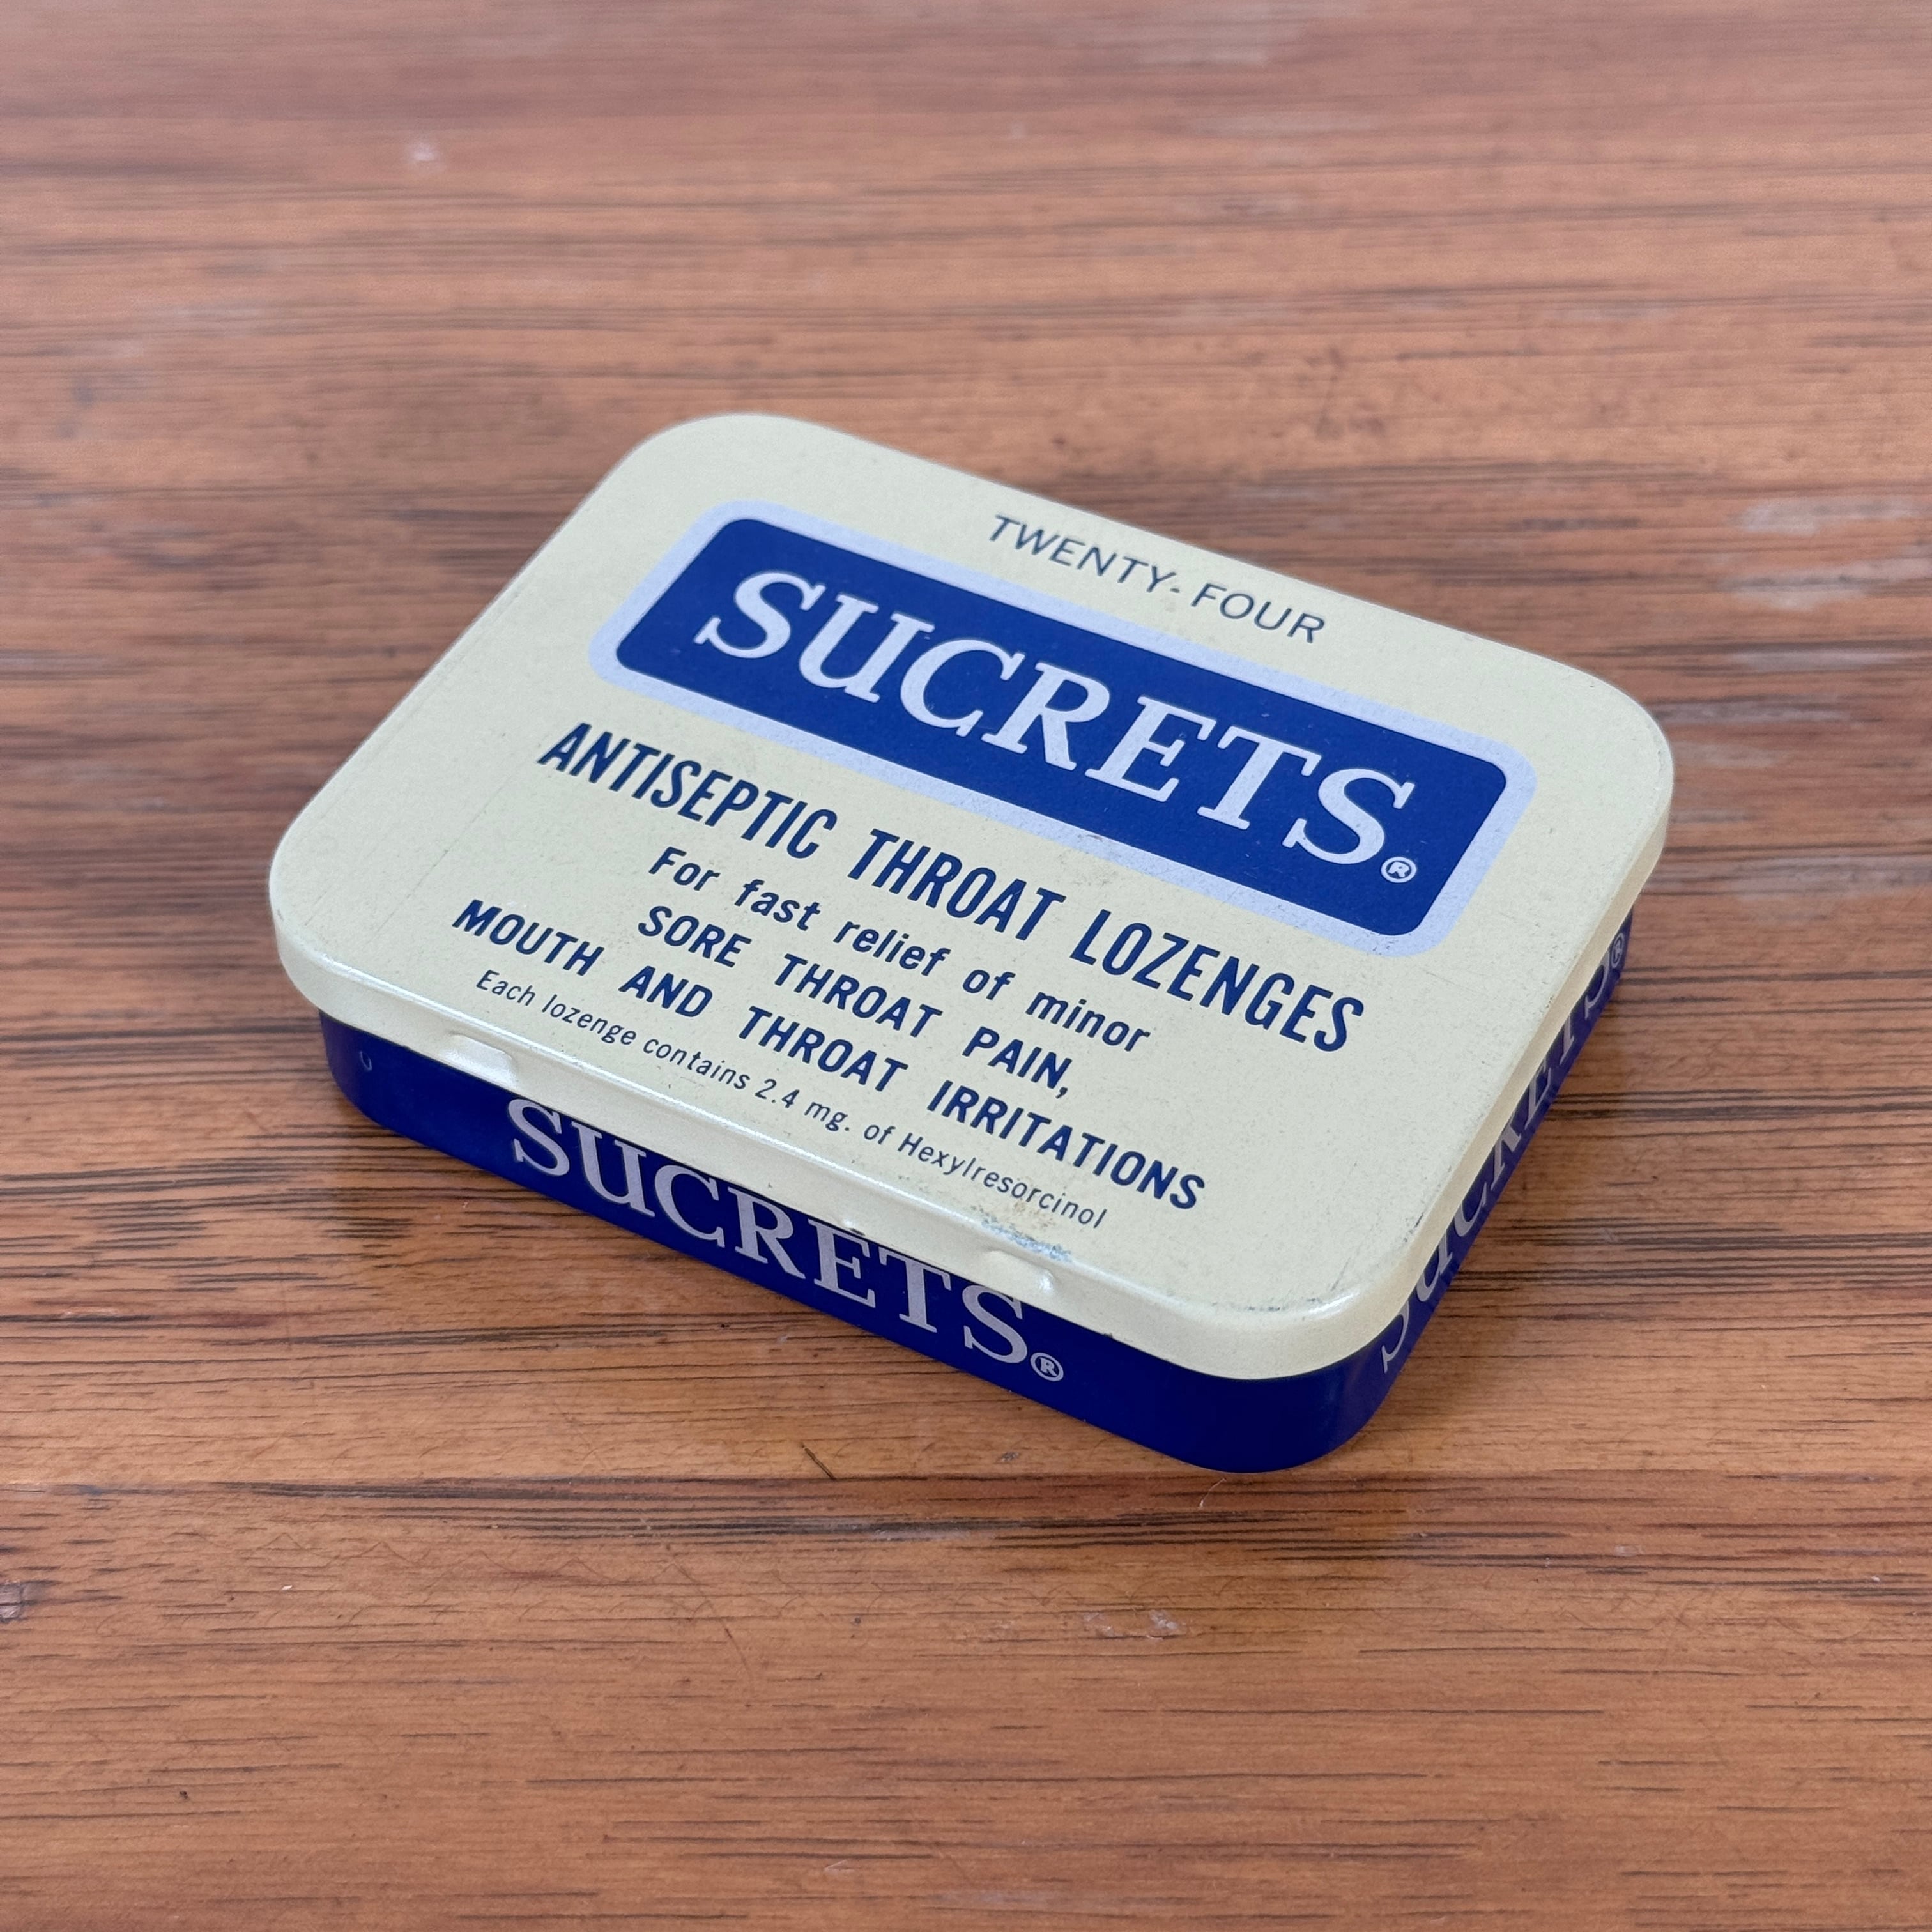 TWENTY-FOUR
SUCRETS®
ANTISEPTIC THROAT LOZENGES
For fast relief of minor
SORE THROAT PAIN,
MOUTH AND THROAT IRRITATIONS
Each lozenge contains 2.4 mg. of Hexylresorcinol
SUCRETS®
SUCRETS®